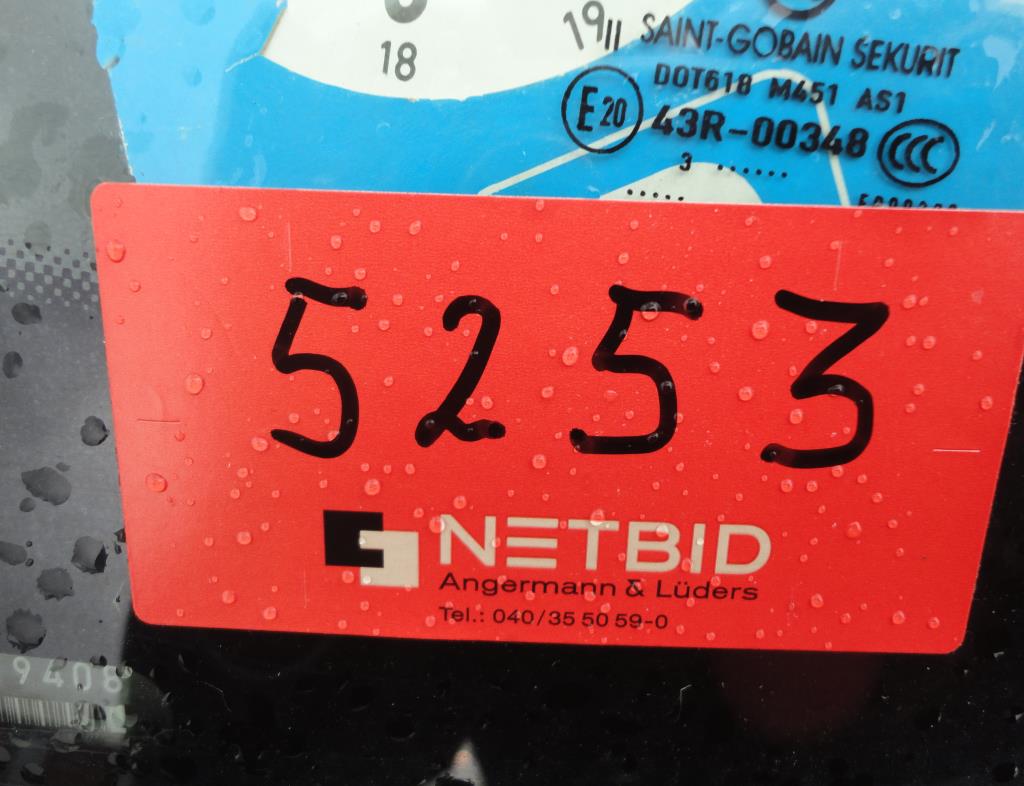 18
19
SAINT-GOBAIN SEKURIT
DOT618 M451 AS1
E20 43R-00348 CCC
3 ......
.....
5253
NETBID
Angermann & Lüders
Tel.: 040/35 50 59-0
9408